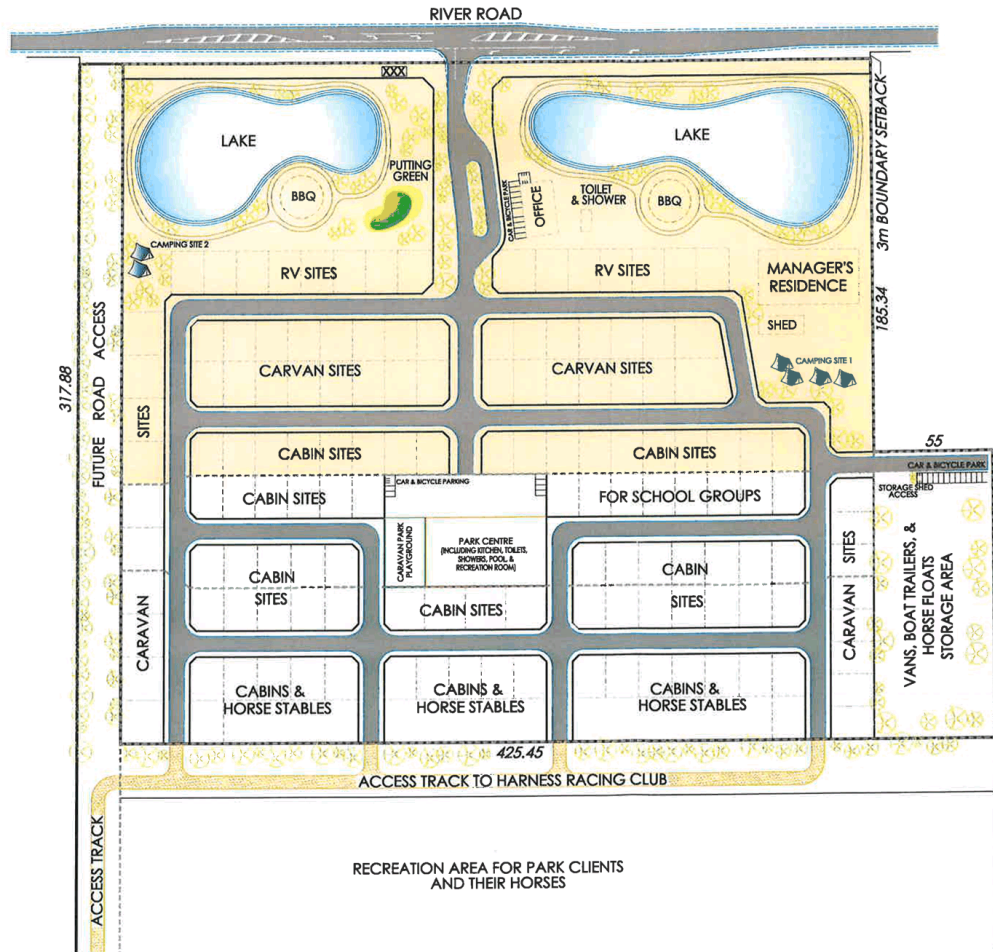 RIVER ROAD
XXX
LAKE
LAKE
3m BOUNDARY SETBACK
185.34
PUTTING
GREEN
BBQ
CAR & BICYCLE PARK
OFFICE
TOILET
& SHOWER
BBQ
CAMPING SITE 2
RV SITES
RV SITES
MANAGER'S
RESIDENCE
SHED
CAMPING SITE 1
FUTURE ROAD ACCESS
317.88
SITES
CARVAN SITES
CARVAN SITES
CABIN SITES
CABIN SITES
55
CAR & BICYCLE PARK
STORAGE SHED
ACCESS
CAR & BICYCLE PARKING
CABIN SITES
FOR SCHOOL GROUPS
CARAVAN PARK
PLAYGROUND
PARK CENTRE
(INCLUDING KITCHEN, TOILETS,
SHOWERS, POOL, &
RECREATION ROOM)
CABIN
SITES
CABIN
SITES
CABIN SITES
CARAVAN
CARAVAN SITES
VANS, BOAT TRAILERS, &
HORSE FLOATS
STORAGE AREA
CABINS &
HORSE STABLES
CABINS &
HORSE STABLES
CABINS &
HORSE STABLES
425.45
ACCESS TRACK TO HARNESS RACING CLUB
ACCESS TRACK
RECREATION AREA FOR PARK CLIENTS
AND THEIR HORSES